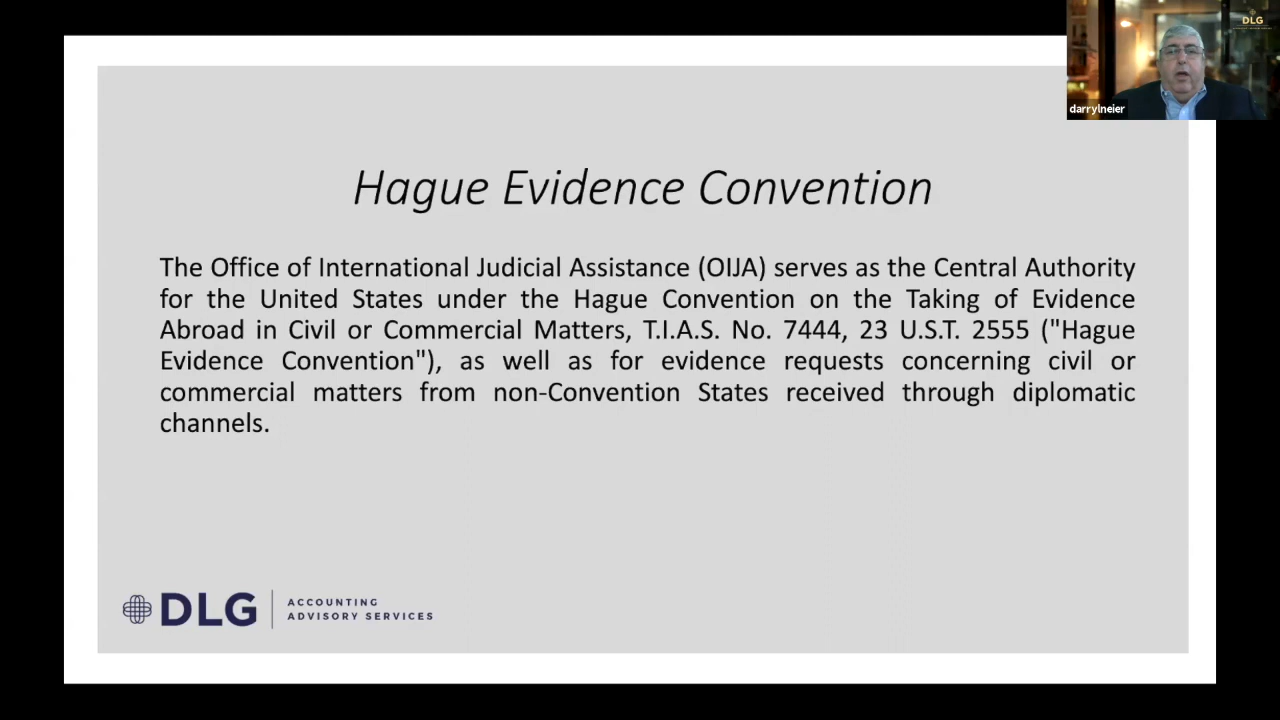 DLG
darrylneier
Hague Evidence Convention
The Office of International Judicial Assistance (OIJA) serves as the Central Authority
for the United States under the Hague Convention on the Taking of Evidence
Abroad in Civil or Commercial Matters, T.I.A.S. No. 7444, 23 U.S.T. 2555 ("Hague
Evidence Convention"), as well as for evidence requests concerning civil or
commercial matters from non-Convention States received through diplomatic
channels.
DLG
ACCOUNTING
ADVISORY SERVICES